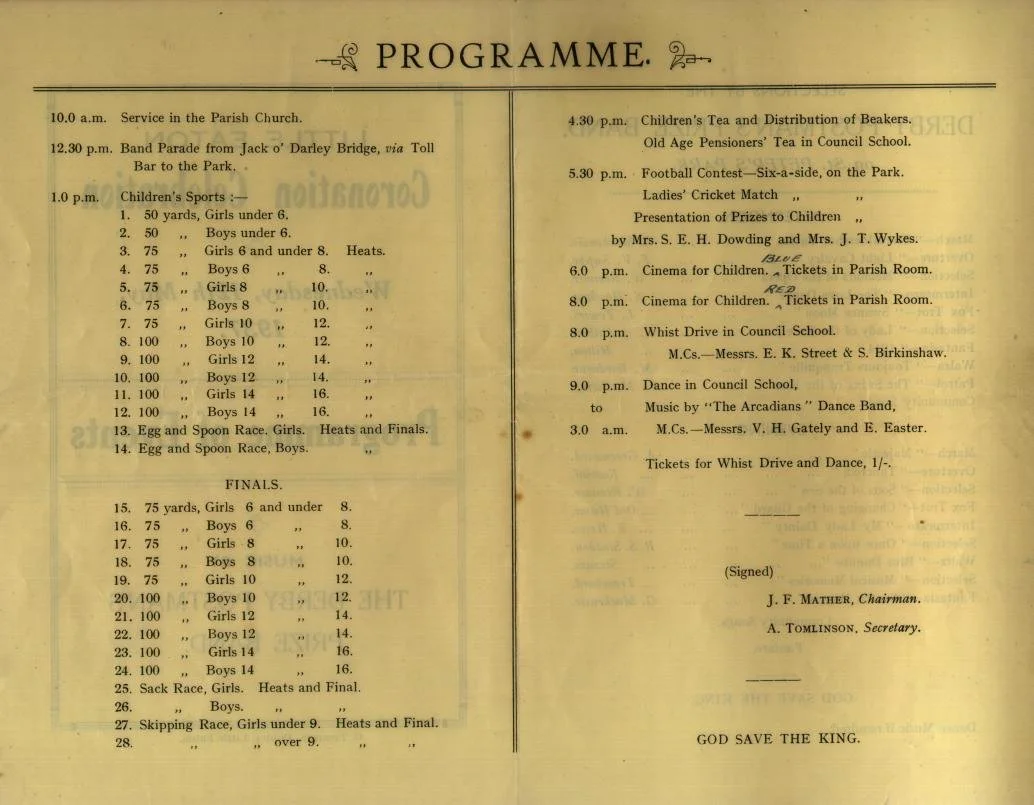 PROGRAMME.
10.0 a.m. Service in the Parish Church.
12.30 p.m. Band Parade from Jack o' Darley Bridge, via Toll
Bar to the Park.
1.0 p.m. Children's Sports :—
1. 50 yards, Girls under 6.
2. 50 „ Boys under 6.
3. 75 „ Girls 6 and under 8. Heats.
4. 75 „ Boys 6 „ 8. „
5. 75 „ Girls 8 „ 10. „
6. 75 „ Boys 8 „ 10. „
7. 75 „ Girls 10 „ 12. „
8. 100 „ Boys 10 „ 12. „
9. 100 „ Girls 12 „ 14. „
10. 100 „ Boys 12 „ 14. „
11. 100 „ Girls 14 „ 16. „
12. 100 „ Boys 14 „ 16. „
13. Egg and Spoon Race. Girls. Heats and Finals.
14. Egg and Spoon Race, Boys. „
FINALS.
15. 75 yards, Girls 6 and under 8.
16. 75 „ Boys 6 „ 8.
17. 75 „ Girls 8 „ 10.
18. 75 „ Boys 8 „ 10.
19. 75 „ Girls 10 „ 12.
20. 100 „ Boys 10 „ 12.
21. 100 „ Girls 12 „ 14.
22. 100 „ Boys 12 „ 14.
23. 100 „ Girls 14 „ 16.
24. 100 „ Boys 14 „ 16.
25. Sack Race, Girls. Heats and Final.
26. „ Boys. „ „
27. Skipping Race, Girls under 9. Heats and Final.
28. „ „ over 9. „ „
4.30 p.m. Children's Tea and Distribution of Beakers.
Old Age Pensioners' Tea in Council School.
5.30 p.m. Football Contest—Six-a-side, on the Park.
Ladies' Cricket Match „ „
Presentation of Prizes to Children „
by Mrs. S. E. H. Dowding and Mrs. J. T. Wykes.
BLUE
6.0 p.m. Cinema for Children. Tickets in Parish Room.
RED
8.0 p.m. Cinema for Children. Tickets in Parish Room.
8.0 p.m. Whist Drive in Council School.
M.Cs.—Messrs. E. K. Street & S. Birkinshaw.
9.0 p.m. Dance in Council School,
to Music by "The Arcadians" Dance Band,
3.0 a.m. M.Cs.—Messrs. V. H. Gately and E. Easter.
Tickets for Whist Drive and Dance, 1/-.
(Signed)
J. F. MATHER, Chairman.
A. TOMLINSON, Secretary.
GOD SAVE THE KING.